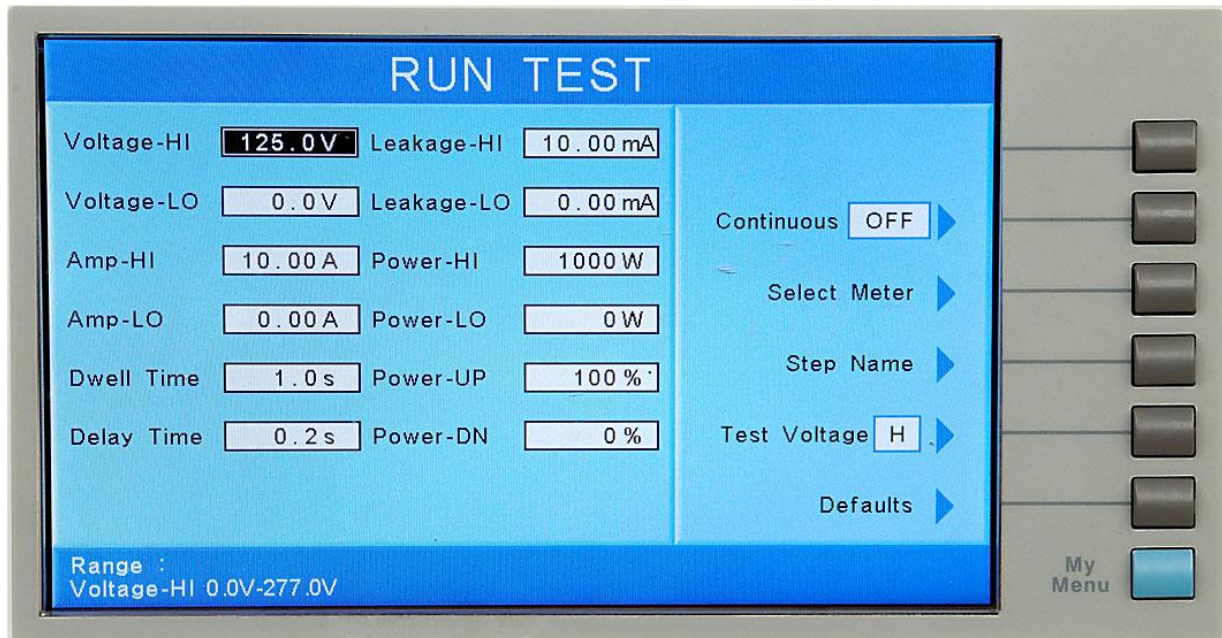 RUN TEST
Voltage-HI 125.0V Leakage-HI 10.00mA
Voltage-LO 0.0V Leakage-LO 0.00mA
Amp-HI 10.00A Power-HI 1000W
Amp-LO 0.00A Power-LO 0W
Dwell Time 1.0s Power-UP 100%
Delay Time 0.2s Power-DN 0%
Continuous OFF
Select Meter
Step Name
Test Voltage H
Defaults
Range :
Voltage-HI 0.0V-277.0V
My
Menu